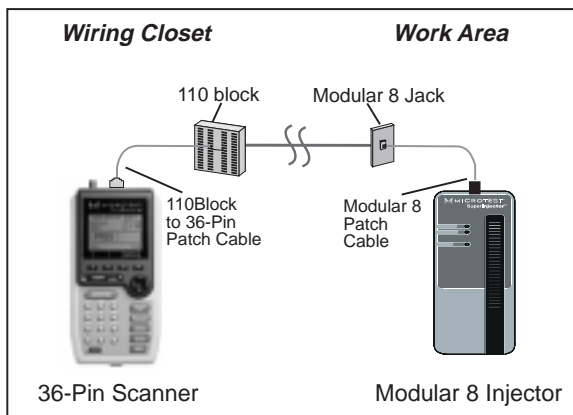 Wiring Closet
Work Area
110 block
Modular 8 Jack
110Block
to 36-Pin
Patch Cable
Modular 8
Patch
Cable
MICROTEST
SuperInjector
36-Pin Scanner
Modular 8 Injector